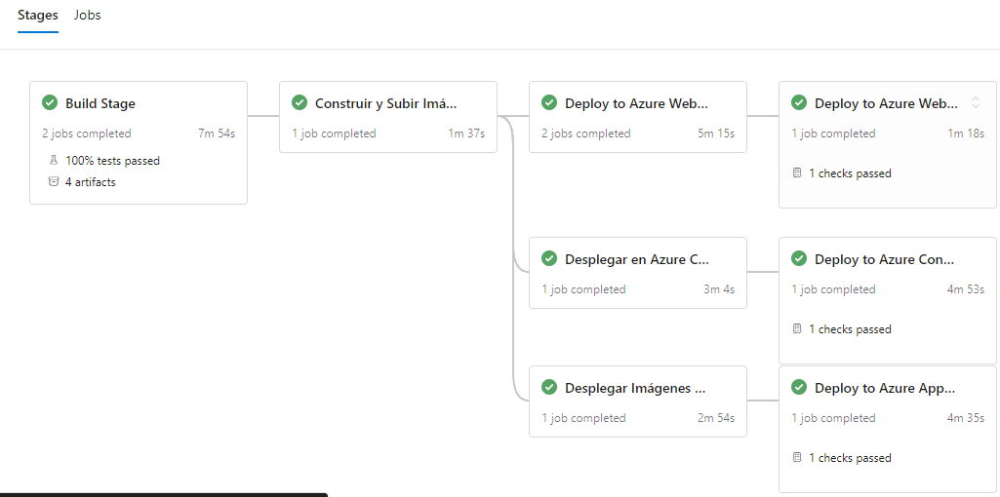 Stages Jobs
Build Stage
2 jobs completed 7m 54s
100% tests passed
4 artifacts
Construir y Subir Imá...
1 job completed 1m 37s
Deploy to Azure Web...
2 jobs completed 5m 15s
Deploy to Azure Web...
1 job completed 1m 18s
1 checks passed
Desplegar en Azure C...
1 job completed 3m 4s
Deploy to Azure Con...
1 job completed 4m 53s
1 checks passed
Desplegar Imágenes ...
1 job completed 2m 54s
Deploy to Azure App...
1 job completed 4m 35s
1 checks passed